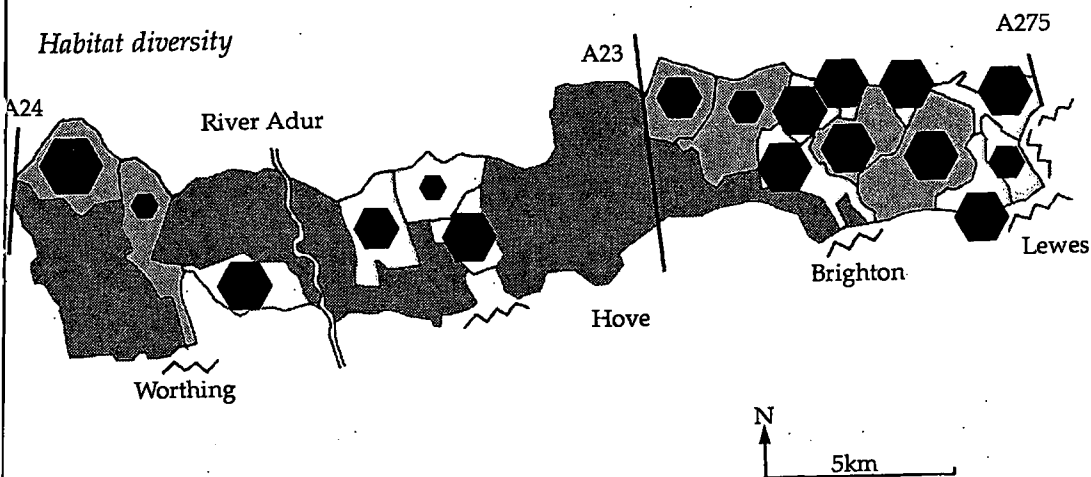 Habitat diversity
A275
A23
A24
River Adur
Lewes
Brighton
Hove
Worthing
N
5km